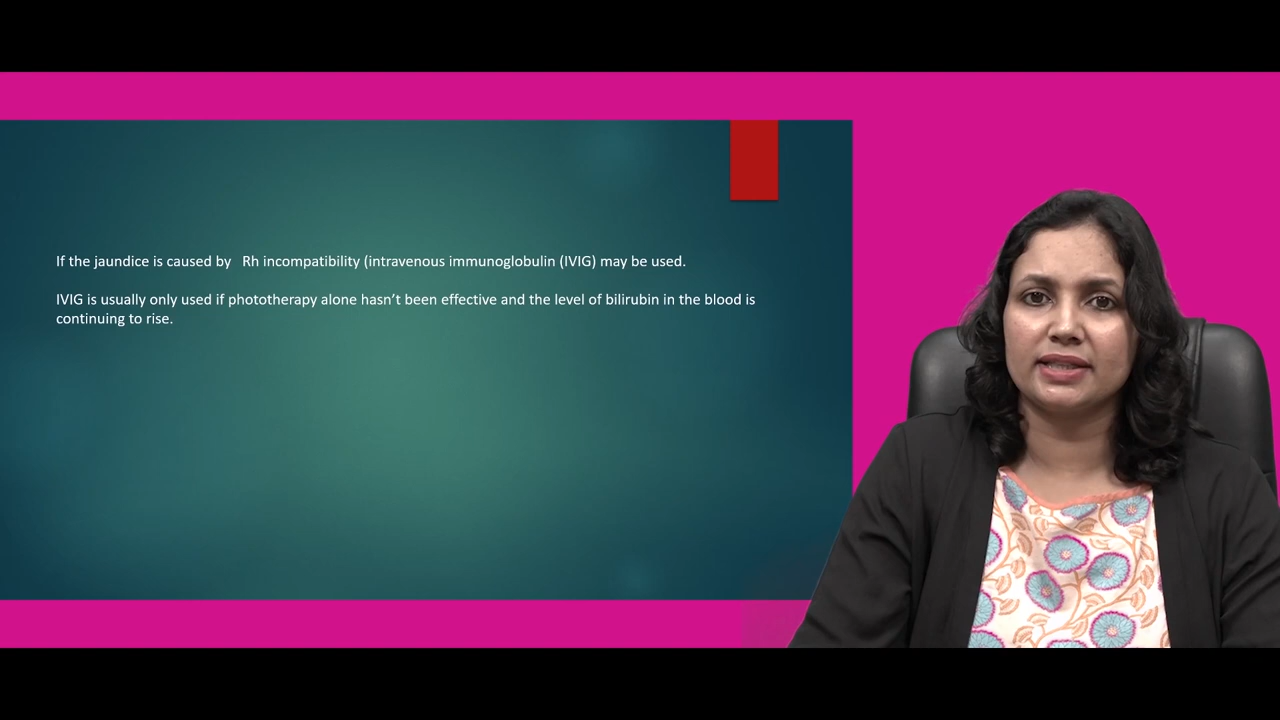 If the jaundice is caused by   Rh incompatibility (intravenous immunoglobulin (IVIG) may be used.
IVIG is usually only used if phototherapy alone hasn’t been effective and the level of bilirubin in the blood is
continuing to rise.